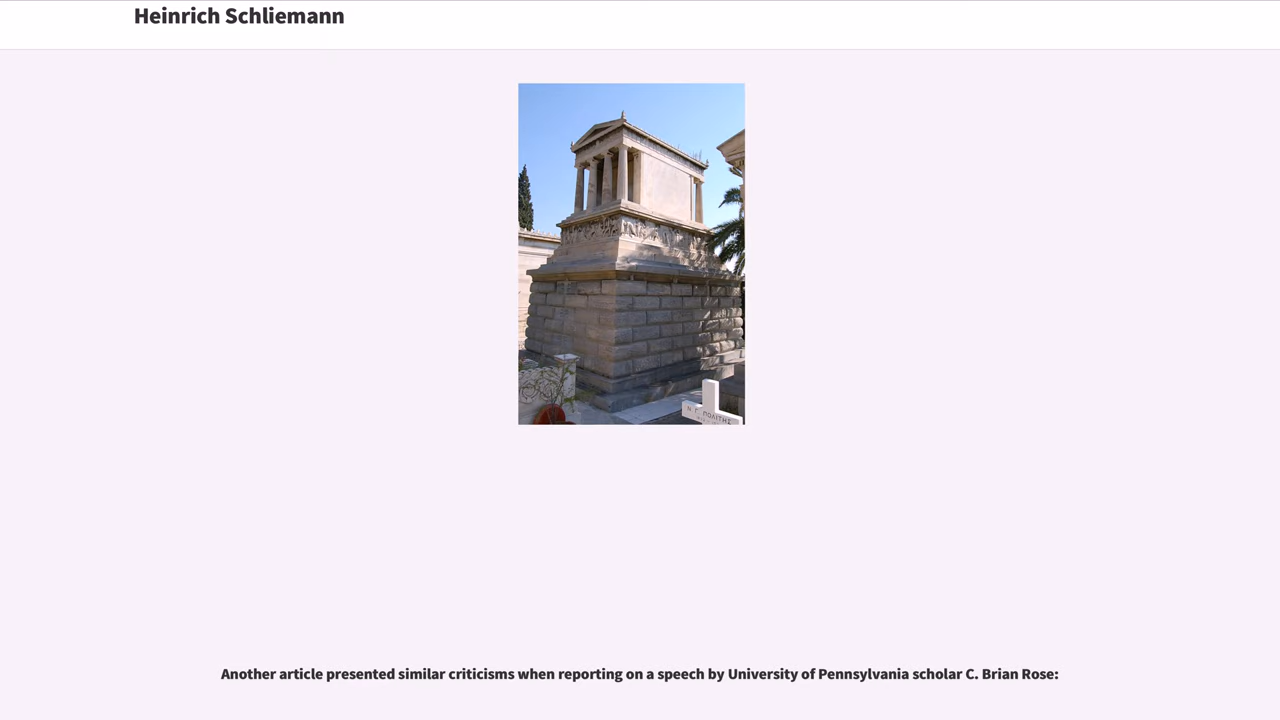 Heinrich Schliemann
Ν. Γ. ΠΟΛΙΤΗΣ
Another article presented similar criticisms when reporting on a speech by University of Pennsylvania scholar C. Brian Rose: